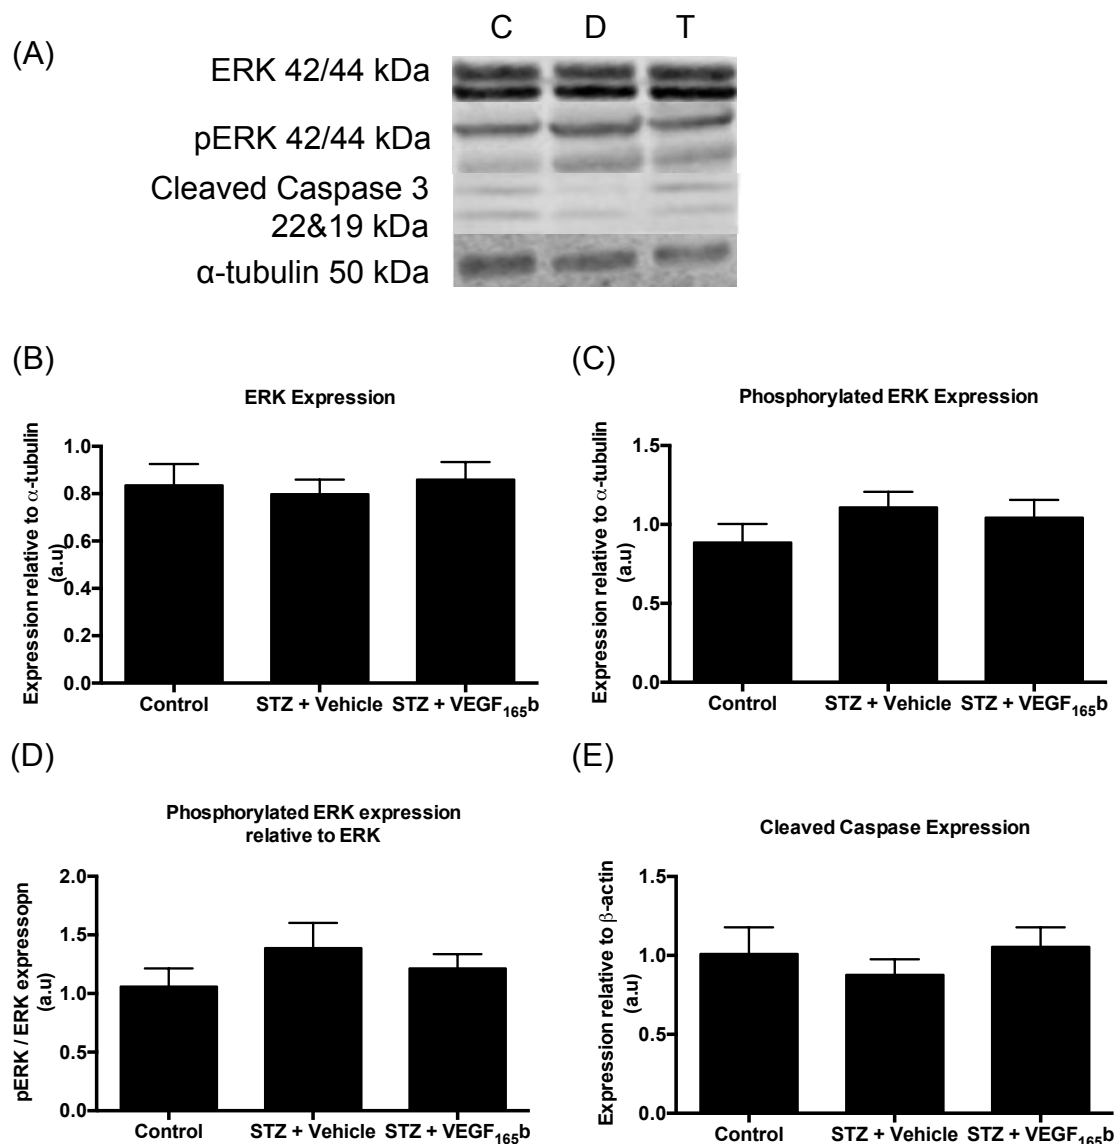 C D T
(A)
ERK 42/44 kDa
pERK 42/44 kDa
Cleaved Caspase 3
22&19 kDa
α-tubulin 50 kDa
(B)
ERK Expression
Expression relative to α-tubulin
(a.u)
1.0
0.8
0.6
0.4
0.2
0.0
Control STZ + Vehicle STZ + VEGF₁₆₅b
(C)
Phosphorylated ERK Expression
Expression relative to α-tubulin
(a.u)
1.5
1.0
0.5
0.0
Control STZ + Vehicle STZ + VEGF₁₆₅b
(D)
Phosphorylated ERK expression
relative to ERK
pERK / ERK expressopn
(a.u)
2.0
1.5
1.0
0.5
0.0
Control STZ + Vehicle STZ + VEGF₁₆₅b
(E)
Cleaved Caspase Expression
Expression relative to β-actin
(a.u)
1.5
1.0
0.5
0.0
Control STZ + Vehicle STZ + VEGF₁₆₅b